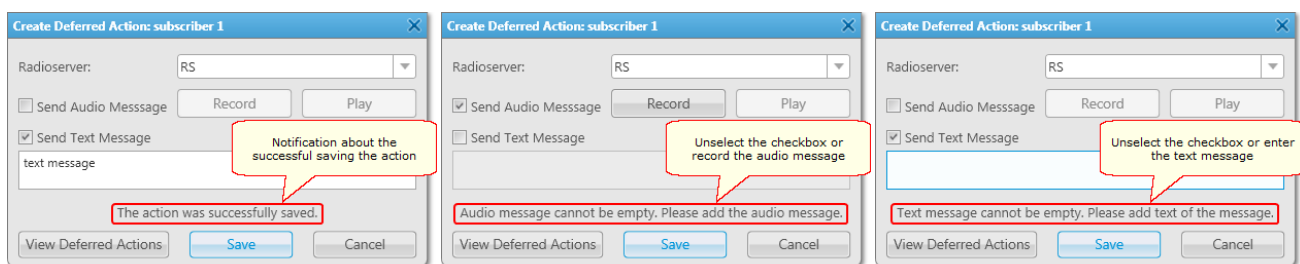 Create Deferred Action: subscriber 1
Radioserver:
RS
Send Audio Messsage
Record
Play
Send Text Message
Notification about the
successful saving the action
text message
The action was successfully saved.
View Deferred Actions
Save
Cancel
Create Deferred Action: subscriber 1
Radioserver:
RS
Send Audio Messsage
Record
Play
Send Text Message
Unselect the checkbox or
record the audio message
Audio message cannot be empty. Please add the audio message.
View Deferred Actions
Save
Cancel
Create Deferred Action: subscriber 1
Radioserver:
RS
Send Audio Messsage
Record
Play
Send Text Message
Unselect the checkbox or enter
the text message
Text message cannot be empty. Please add text of the message.
View Deferred Actions
Save
Cancel